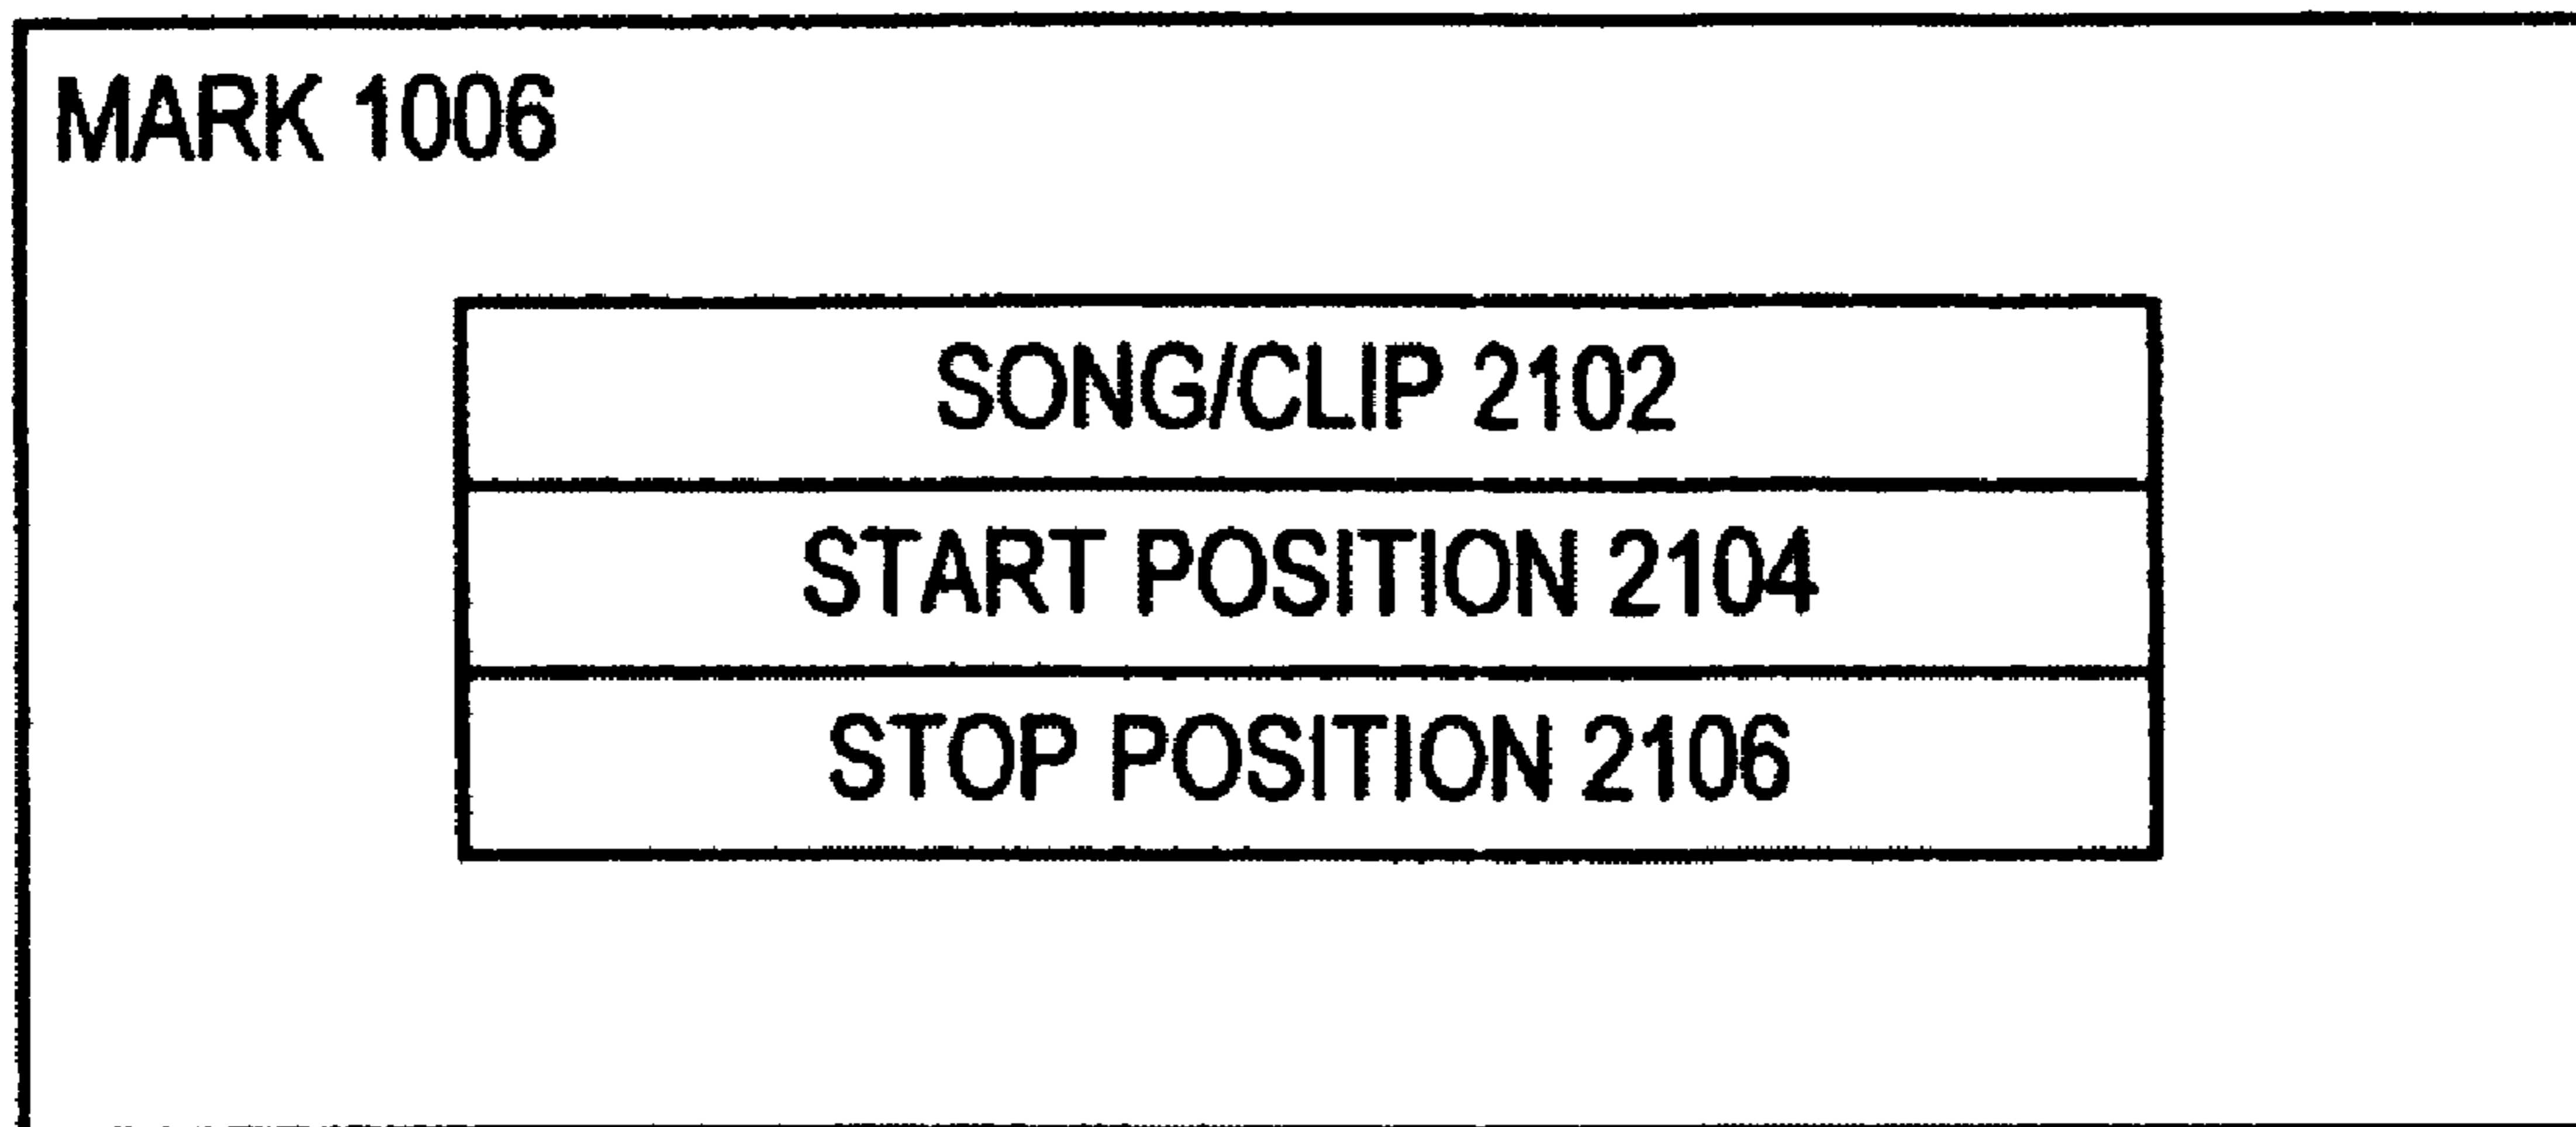 MARK 1006
SONG/CLIP 2102
START POSITION 2104
STOP POSITION 2106